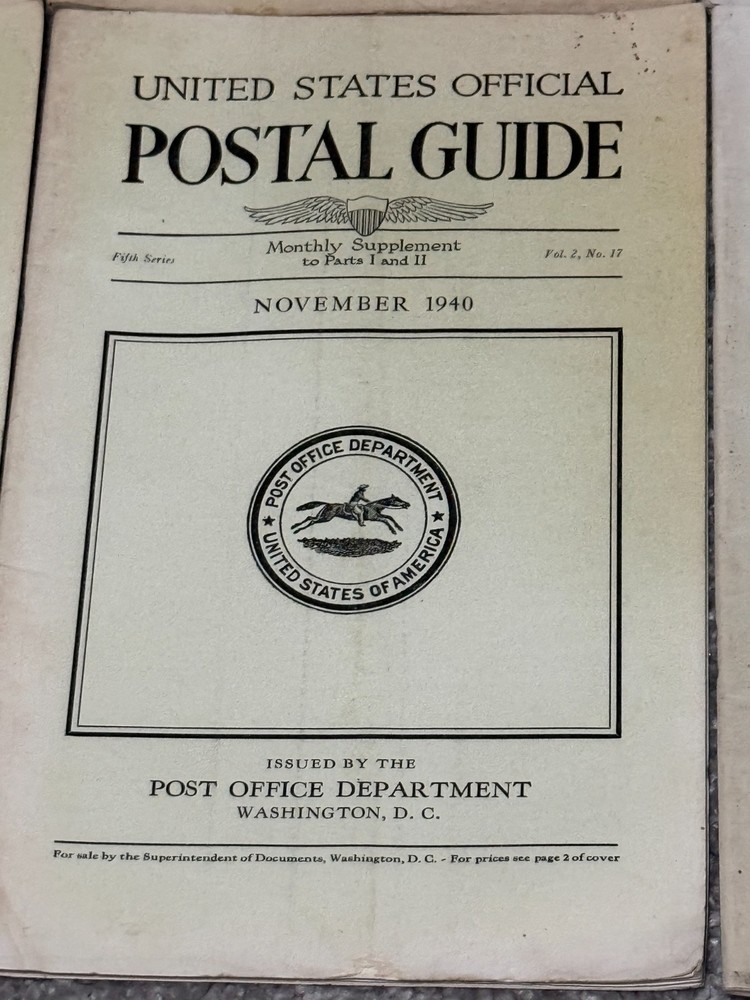 UNITED STATES OFFICIAL
POSTAL GUIDE
Fifth Series
Monthly Supplement
to Parts I and II
Vol. 2, No. 17
NOVEMBER 1940
POST OFFICE DEPARTMENT
★ UNITED STATES OF AMERICA ★
ISSUED BY THE
POST OFFICE DEPARTMENT
WASHINGTON, D. C.
For sale by the Superintendent of Documents, Washington, D. C. - For prices see page 2 of cover